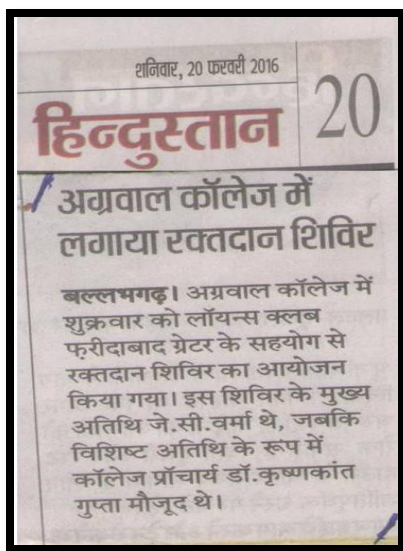 शनिवार, 20 फरवरी 2016
हिन्दुस्तान
20
अग्रवाल कॉलेज में
लगाया रक्तदान शिविर
बल्लभगढ़। अग्रवाल कॉलेज में
शुक्रवार को लॉयन्स क्लब
फरीदाबाद ग्रेटर के सहयोग से
रक्तदान शिविर का आयोजन
किया गया। इस शिविर के मुख्य
अतिथि जे.सी.वर्मा थे, जबकि
विशिष्ट अतिथि के रूप में
कॉलेज प्रॉचार्य डॉ.कृष्णकांत
गुप्ता मौजूद थे।